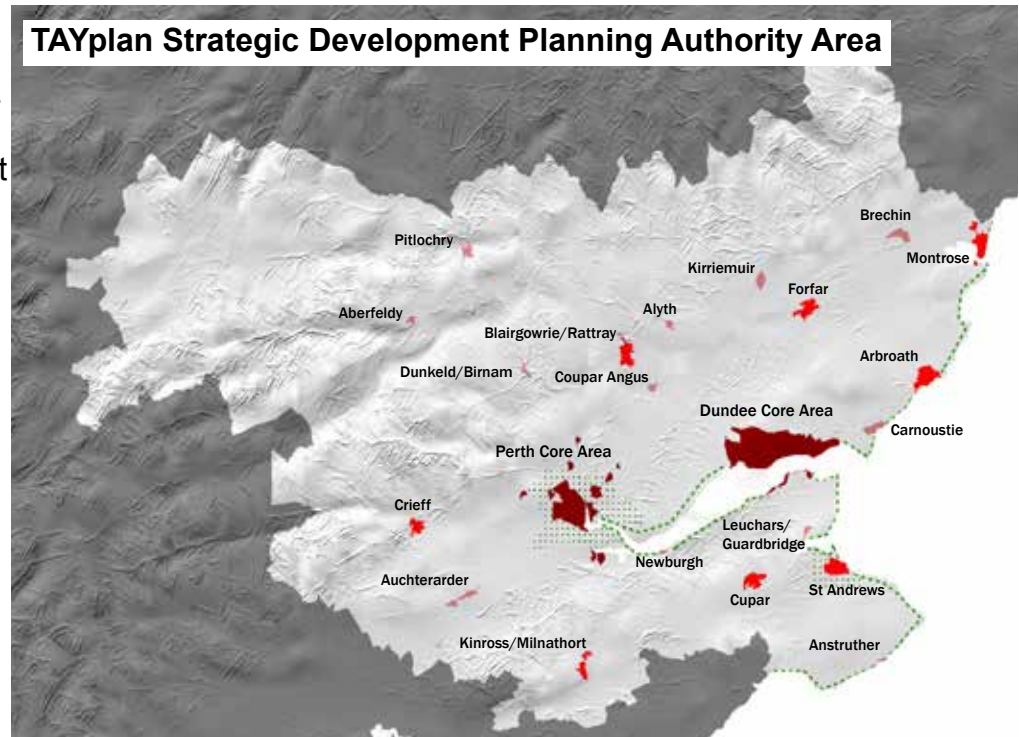 TAYplan Strategic Development Planning Authority Area
t
Brechin
Pitlochry
Montrose
Kirriemuir
Forfar
Aberfeldy
Alyth
Blairgowrie/Rattray
Arbroath
Dunkeld/Birnam
Coupar Angus
Dundee Core Area
Carnoustie
Perth Core Area
Crieff
Leuchars/
Guardbridge
Newburgh
Auchterarder
St Andrews
Cupar
Kinross/Milnathort
Anstruther